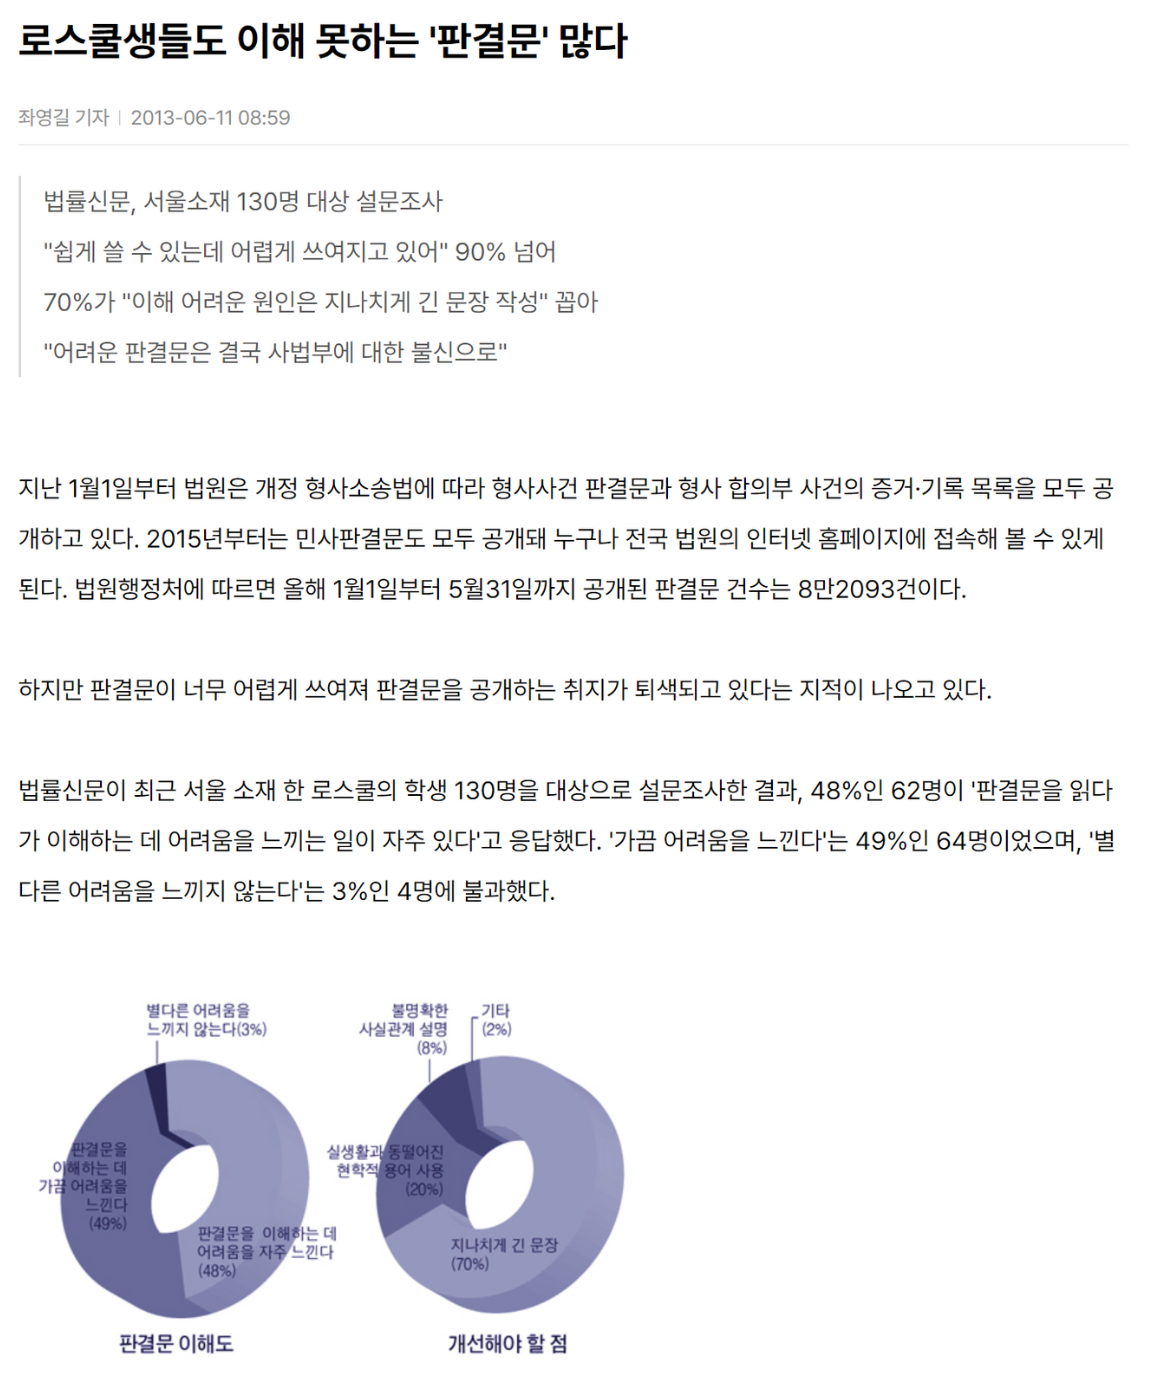 로스쿨생들도 이해 못하는 '판결문' 많다
좌영길 기자 | 2013-06-11 08:59
법률신문, 서울소재 130명 대상 설문조사
"쉽게 쓸 수 있는데 어렵게 쓰여지고 있어" 90% 넘어
70%가 "이해 어려운 원인은 지나치게 긴 문장 작성" 꼽아
"어려운 판결문은 결국 사법부에 대한 불신으로"
지난 1월1일부터 법원은 개정 형사소송법에 따라 형사사건 판결문과 형사 합의부 사건의 증거·기록 목록을 모두 공
개하고 있다. 2015년부터는 민사판결문도 모두 공개돼 누구나 전국 법원의 인터넷 홈페이지에 접속해 볼 수 있게
된다. 법원행정처에 따르면 올해 1월1일부터 5월31일까지 공개된 판결문 건수는 8만2093건이다.
하지만 판결문이 너무 어렵게 쓰여져 판결문을 공개하는 취지가 퇴색되고 있다는 지적이 나오고 있다.
법률신문이 최근 서울 소재 한 로스쿨의 학생 130명을 대상으로 설문조사한 결과, 48%인 62명이 '판결문을 읽다
가 이해하는 데 어려움을 느끼는 일이 자주 있다'고 응답했다. '가끔 어려움을 느낀다'는 49%인 64명이었으며, '별
다른 어려움을 느끼지 않는다'는 3%인 4명에 불과했다.
별다른 어려움을
느끼지 않는다(3%)
판결문을
이해하는 데
가끔 어려움을
느낀다
(49%)
판결문을 이해하는 데
어려움을 자주 느낀다
(48%)
판결문 이해도
불명확한
사실관계 설명
(8%)
기타
(2%)
실생활과 동떨어진
현학적 용어 사용
(20%)
지나치게 긴 문장
(70%)
개선해야 할 점